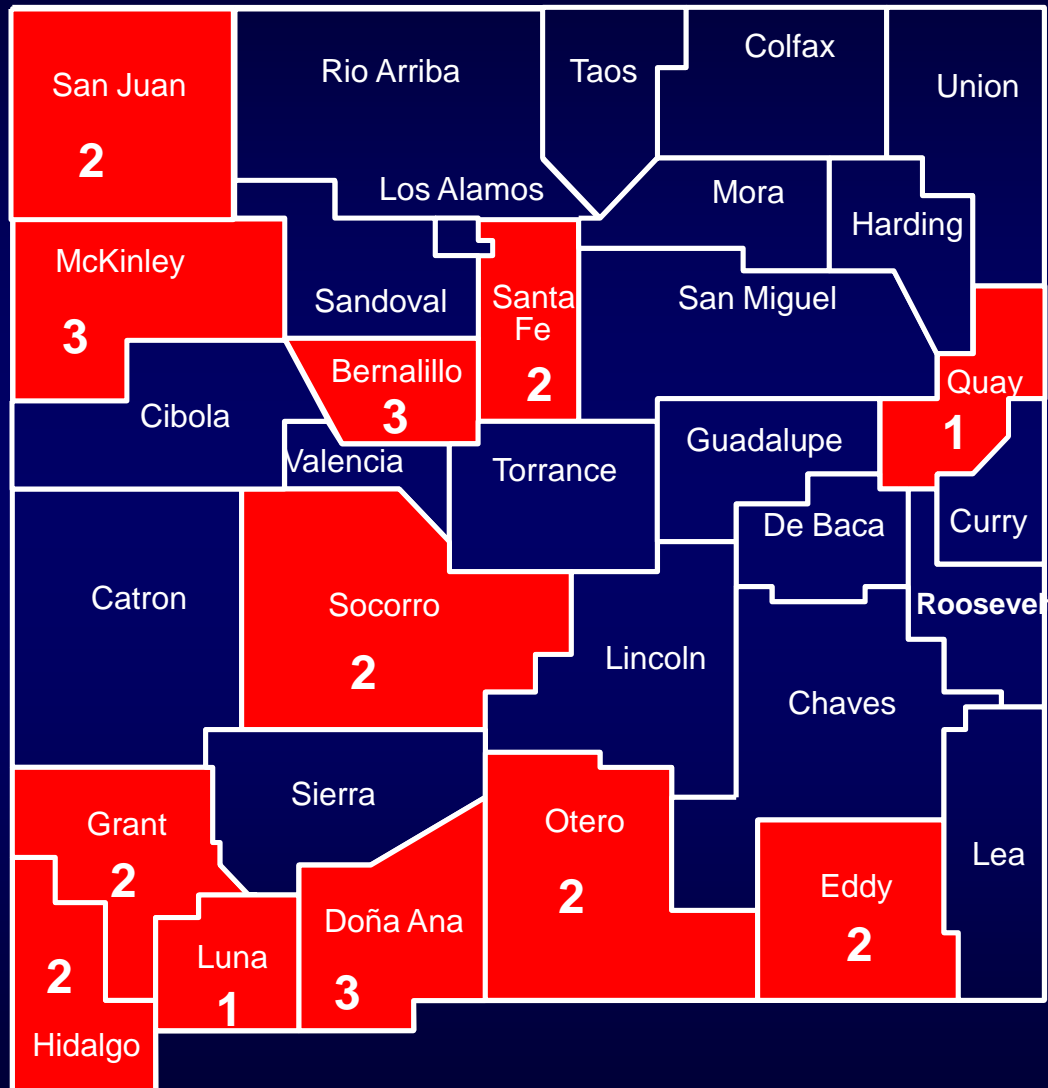 San Juan
2
Rio Arriba
Taos
Colfax
Union
Los Alamos
Mora
Harding
McKinley
3
Sandoval
Santa
Fe
2
San Miguel
Bernalillo
3
Quay
1
Cibola
Valencia
Torrance
Guadalupe
De Baca
Curry
Catron
Socorro
2
Lincoln
Roosevel
Chaves
Sierra
Grant
2
Otero
2
Eddy
2
Lea
Doña Ana
3
Luna
1
2
Hidalgo